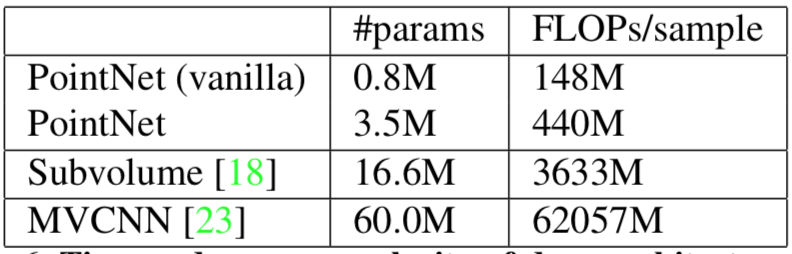 #params FLOPs/sample
PointNet (vanilla) 0.8M 148M
PointNet 3.5M 440M
Subvolume [18] 16.6M 3633M
MVCNN [23] 60.0M 62057M